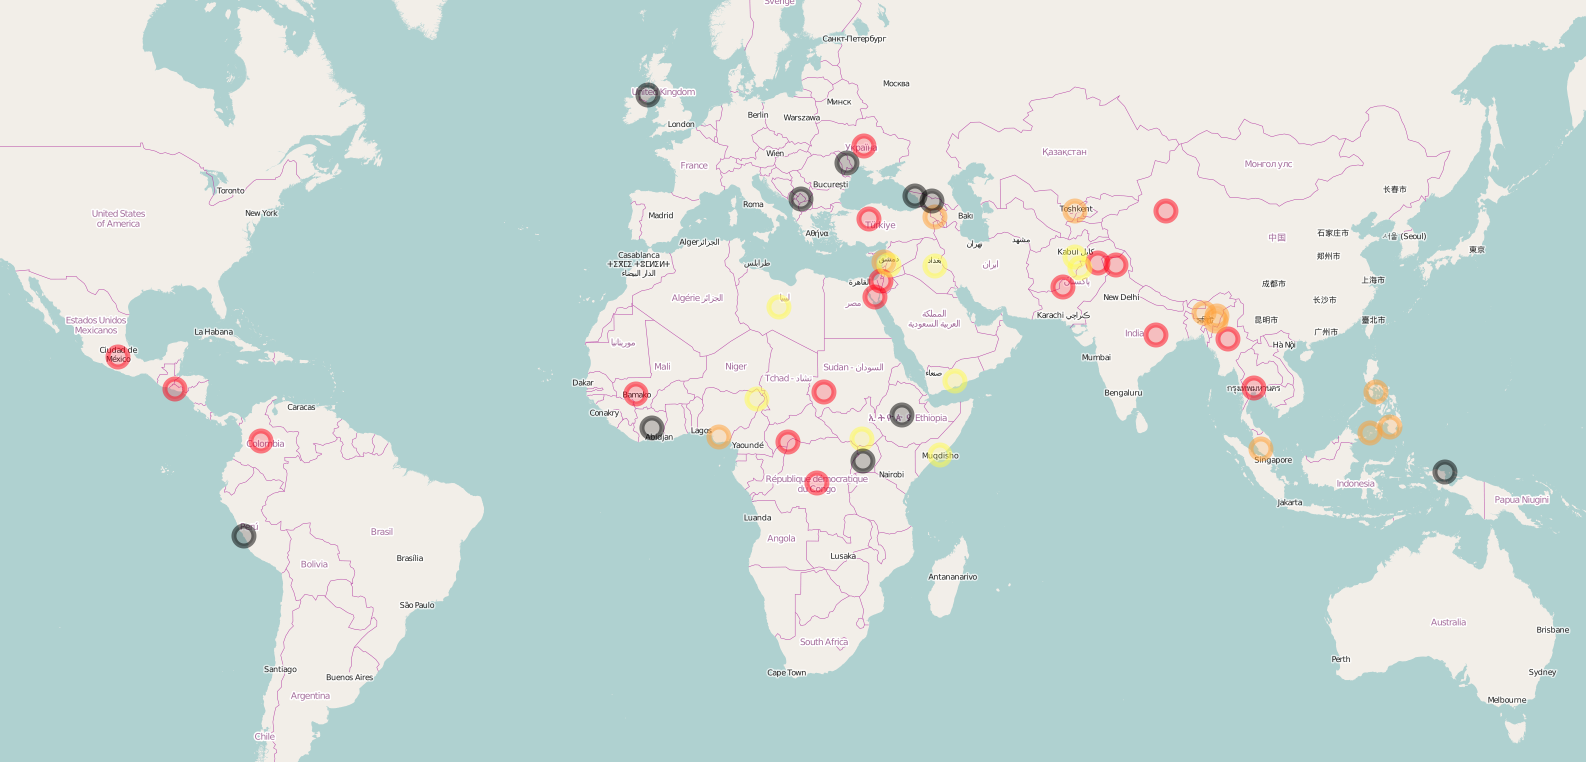 Sverige
Санкт-Петербург
Москва
United Kingdom
Минск
Berlin
Warszawa
London
Україна
Wien
Қазақстан
France
Монгол улс
București
长春市
Toronto
New York
United States
of America
Roma
Madrid
Toshkent
Türkiye
Bakı
Αθήνα
石家庄市
서울 (Seoul)
東京
中国
Alger الجزائر
تهران
مشهد
Casablanca
ⵜⵉⴳⵎⵉ ⵜⵓⵎⵍⵉⵍⵜ
الدار البيضاء
طرابلس
دمشق
بغداد
ايران
Kabul کابل
郑州市
القاهرة
پاکستان
成都市
上海市
Algérie الجزائر
ليبيا
مصر
New Delhi
长沙市
Karachi کراچی
المملكة
العربية السعودية
昆明市
臺北市
Estados Unidos
Mexicanos
La Habana
India
广州市
موريتانيا
Hà Nội
Ciudad de
México
Mumbai
Mali
Niger
Sudan - السودان
Tchad - تشاد
صنعاء
Dakar
Bamako
กรุงเทพมหานคร
Bengaluru
Caracas
Conakry
Ethiopia
Lagos
Abidjan
Yaoundé
Colombia
Muqdisho
Singapore
Nairobi
République démocratique
du Congo
Indonesia
Papua Niugini
Jakarta
Luanda
Perú
Brasil
Angola
Lusaka
Brasília
Bolivia
Antananarivo
São Paulo
Australia
Brisbane
South Africa
Perth
Santiago
Cape Town
Sydney
Buenos Aires
Argentina
Melbourne
Chile